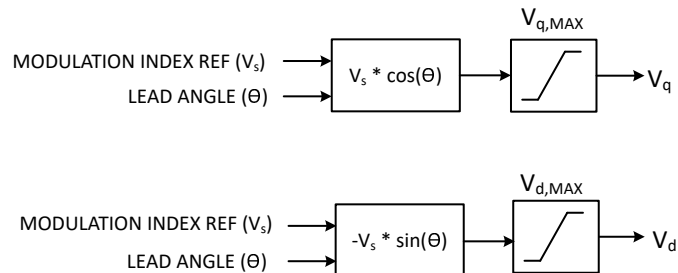 V_q,MAX
MODULATION INDEX REF (V_s)
LEAD ANGLE (Θ)
V_s * cos(Θ)
V_q
V_d,MAX
MODULATION INDEX REF (V_s)
LEAD ANGLE (Θ)
-V_s * sin(Θ)
V_d